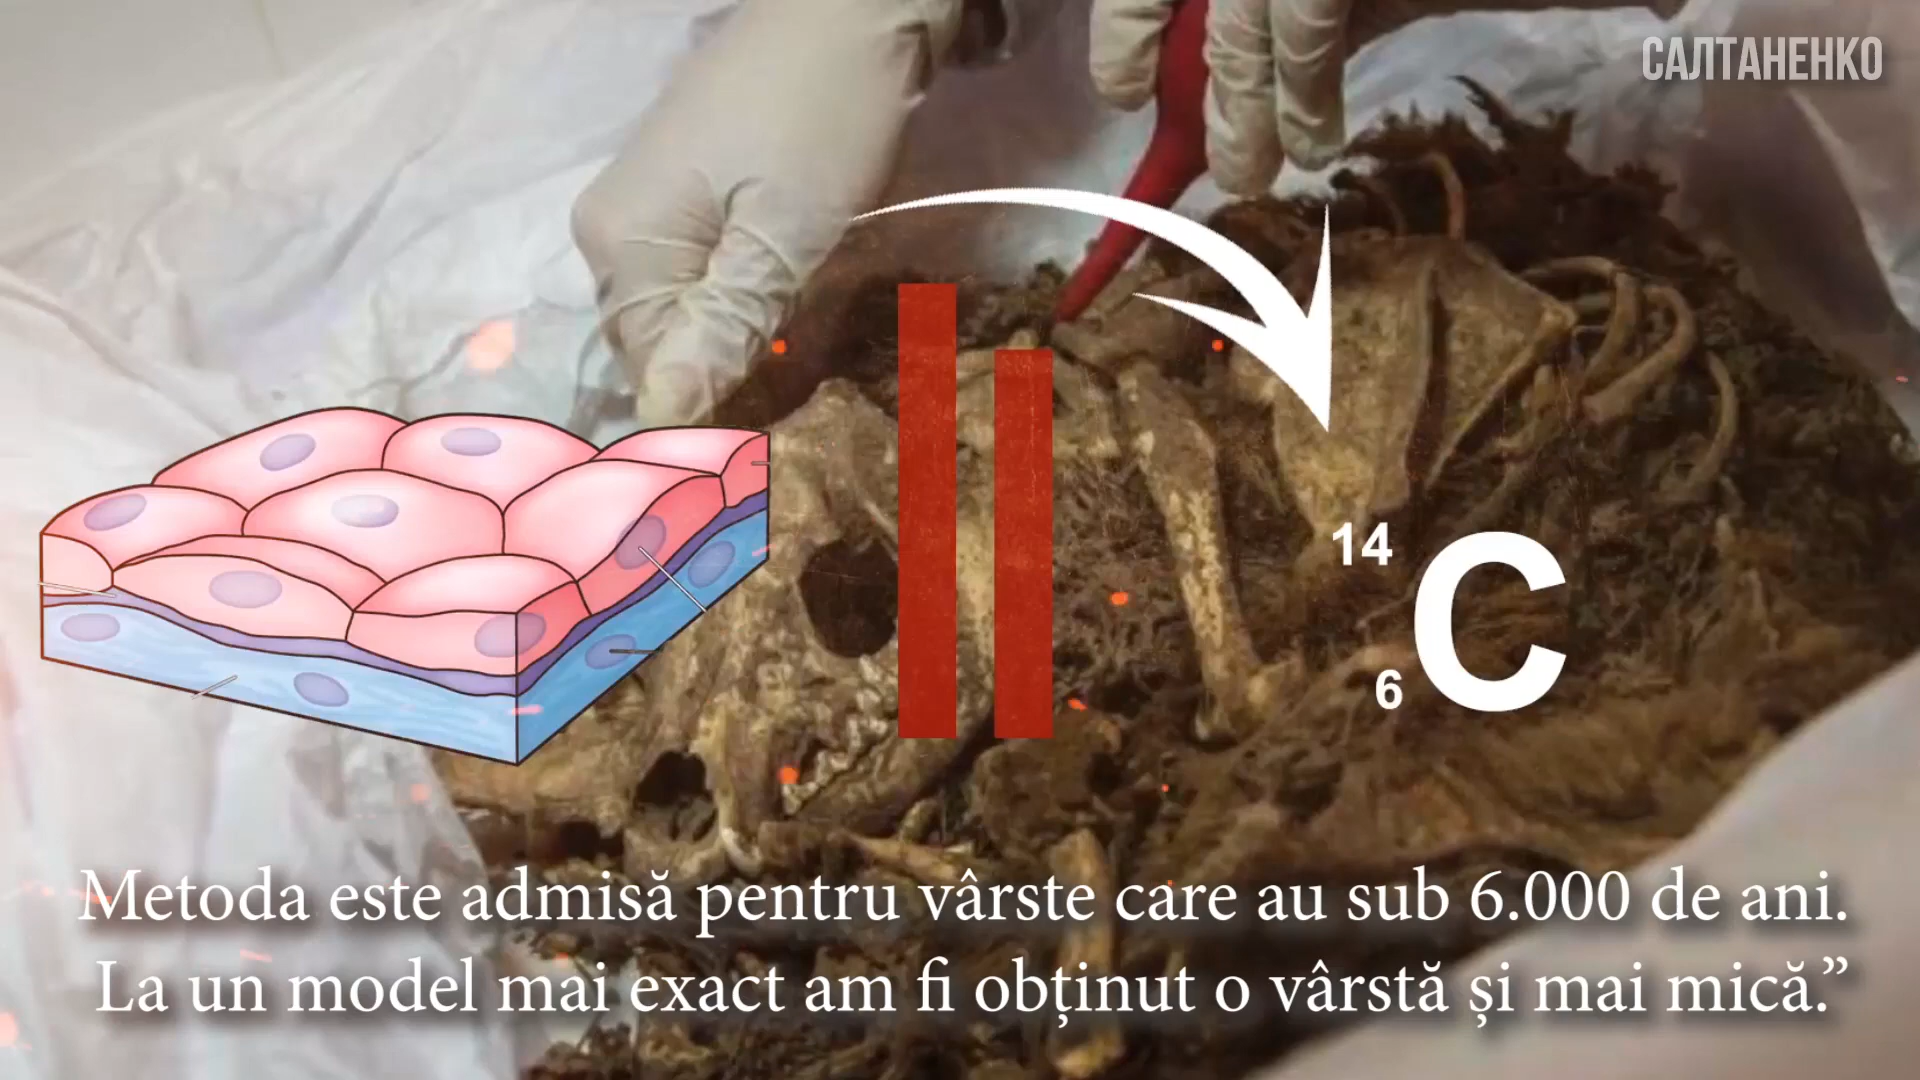 САЛТАНЕНКО
14
6
C
Metoda este admisă pentru vârste care au sub 6.000 de ani.
La un model mai exact am fi obținut o vârstă și mai mică.”